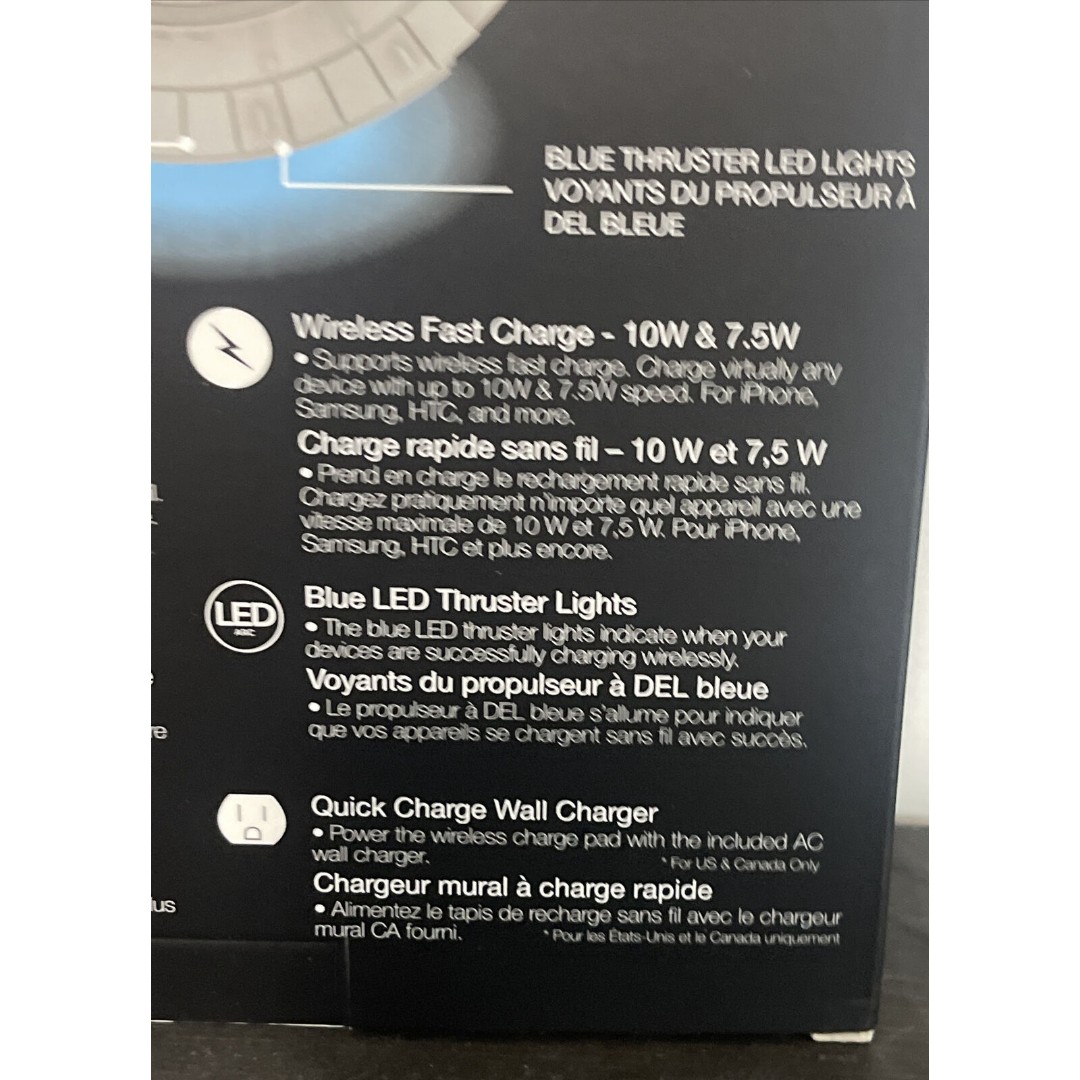 BLUE THRUSTER LED LIGHTS
VOYANTS DU PROPULSEUR À
DEL BLEUE
Wireless Fast Charge - 10W & 7.5W
• Supports wireless fast charge. Charge virtually any
device with up to 10W & 7.5W speed. For iPhone,
Samsung, HTC, and more.
Charge rapide sans fil – 10 W et 7,5 W
• Prend en charge le rechargement rapide sans fil.
Chargez pratiquement n'importe quel appareil avec une
vitesse maximale de 10 W et 7,5 W. Pour iPhone,
Samsung, HTC et plus encore.
LED
Blue LED Thruster Lights
• The blue LED thruster lights indicate when your
devices are successfully charging wirelessly.
Voyants du propulseur à DEL bleue
• Le propulseur à DEL bleue s'allume pour indiquer
que vos appareils se chargent sans fil avec succès.
re
Quick Charge Wall Charger
• Power the wireless charge pad with the included AC
wall charger. * For US & Canada Only
Chargeur mural à charge rapide
• Alimentez le tapis de recharge sans fil avec le chargeur
mural CA fourni. * Pour les États-Unis et le Canada uniquement
lus